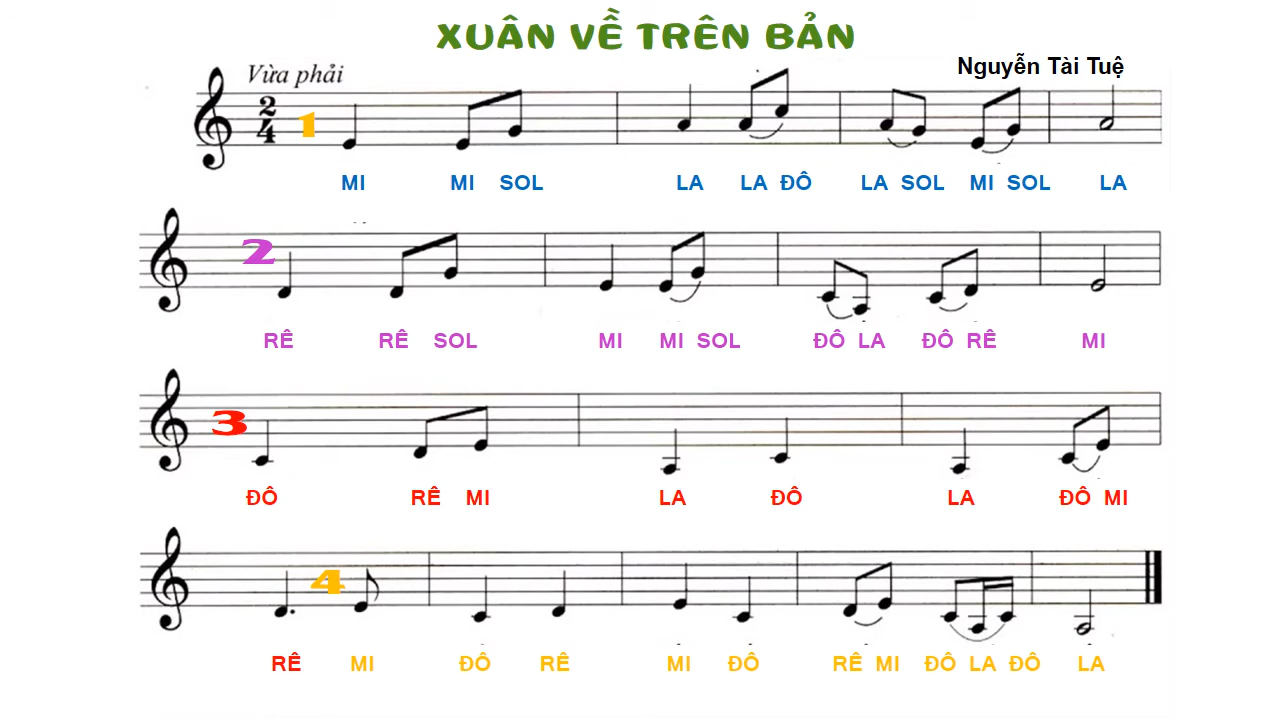 XUÂN VỀ TRÊN BẢN
Vừa phải
Nguyễn Tài Tuệ
2
4
1
MI MI SOL LA LA ĐÔ LA SOL MI SOL LA
2
RÊ RÊ SOL MI MI SOL ĐÔ LA ĐÔ RÊ MI
3
ĐÔ RÊ MI LA ĐÔ LA ĐÔ MI
4
RÊ MI ĐÔ RÊ MI ĐÔ RÊ MI ĐÔ LA ĐÔ LA